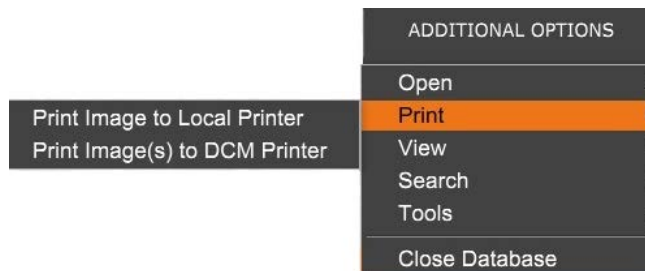 ADDITIONAL OPTIONS
Open
Print
Print Image to Local Printer
Print Image(s) to DCM Printer
View
Search
Tools
Close Database